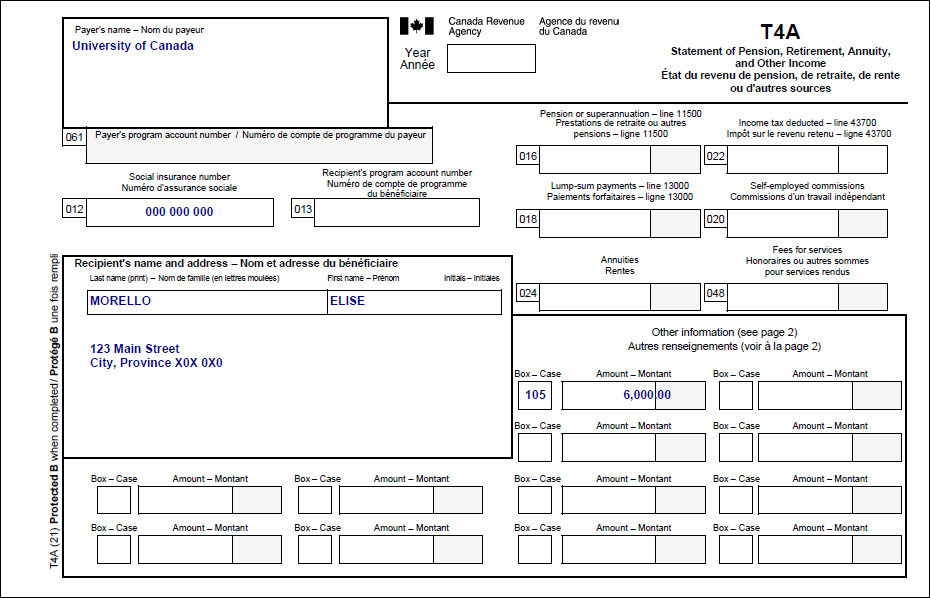 Payer's name – Nom du payeur
University of Canada
Canada Revenue Agency
Agence du revenu du Canada
Year
Année
T4A
Statement of Pension, Retirement, Annuity,
and Other Income
État du revenu de pension, de retraite, de rente
ou d'autres sources
061
Payer's program account number / Numéro de compte de programme du payeur
Pension or superannuation – line 11500
Prestations de retraite ou autres
pensions – ligne 11500
016
Income tax deducted – line 43700
Impôt sur le revenu retenu – ligne 43700
022
Social insurance number
Numéro d'assurance sociale
012
000 000 000
Recipient's program account number
Numéro de compte de programme
du bénéficiaire
013
Lump-sum payments – line 13000
Paiements forfaitaires – ligne 13000
018
Self-employed commissions
Commissions d'un travail indépendant
020
Annuities
Rentes
024
Fees for services
Honoraires ou autres sommes
pour services rendus
048
Recipient's name and address – Nom et adresse du bénéficiaire
Last name (print) – Nom de famille (en lettres moulées)
First name – Prénom
Initials – Initiales
MORELLO
ELISE
123 Main Street
City, Province X0X 0X0
Other information (see page 2)
Autres renseignements (voir à la page 2)
Box – Case Amount – Montant Box – Case Amount – Montant
105 6,000.00
Box – Case Amount – Montant Box – Case Amount – Montant
Box – Case Amount – Montant Box – Case Amount – Montant Box – Case Amount – Montant Box – Case Amount – Montant
Box – Case Amount – Montant Box – Case Amount – Montant Box – Case Amount – Montant Box – Case Amount – Montant
T4A (21) Protected B when completed / Protégé B une fois rempli